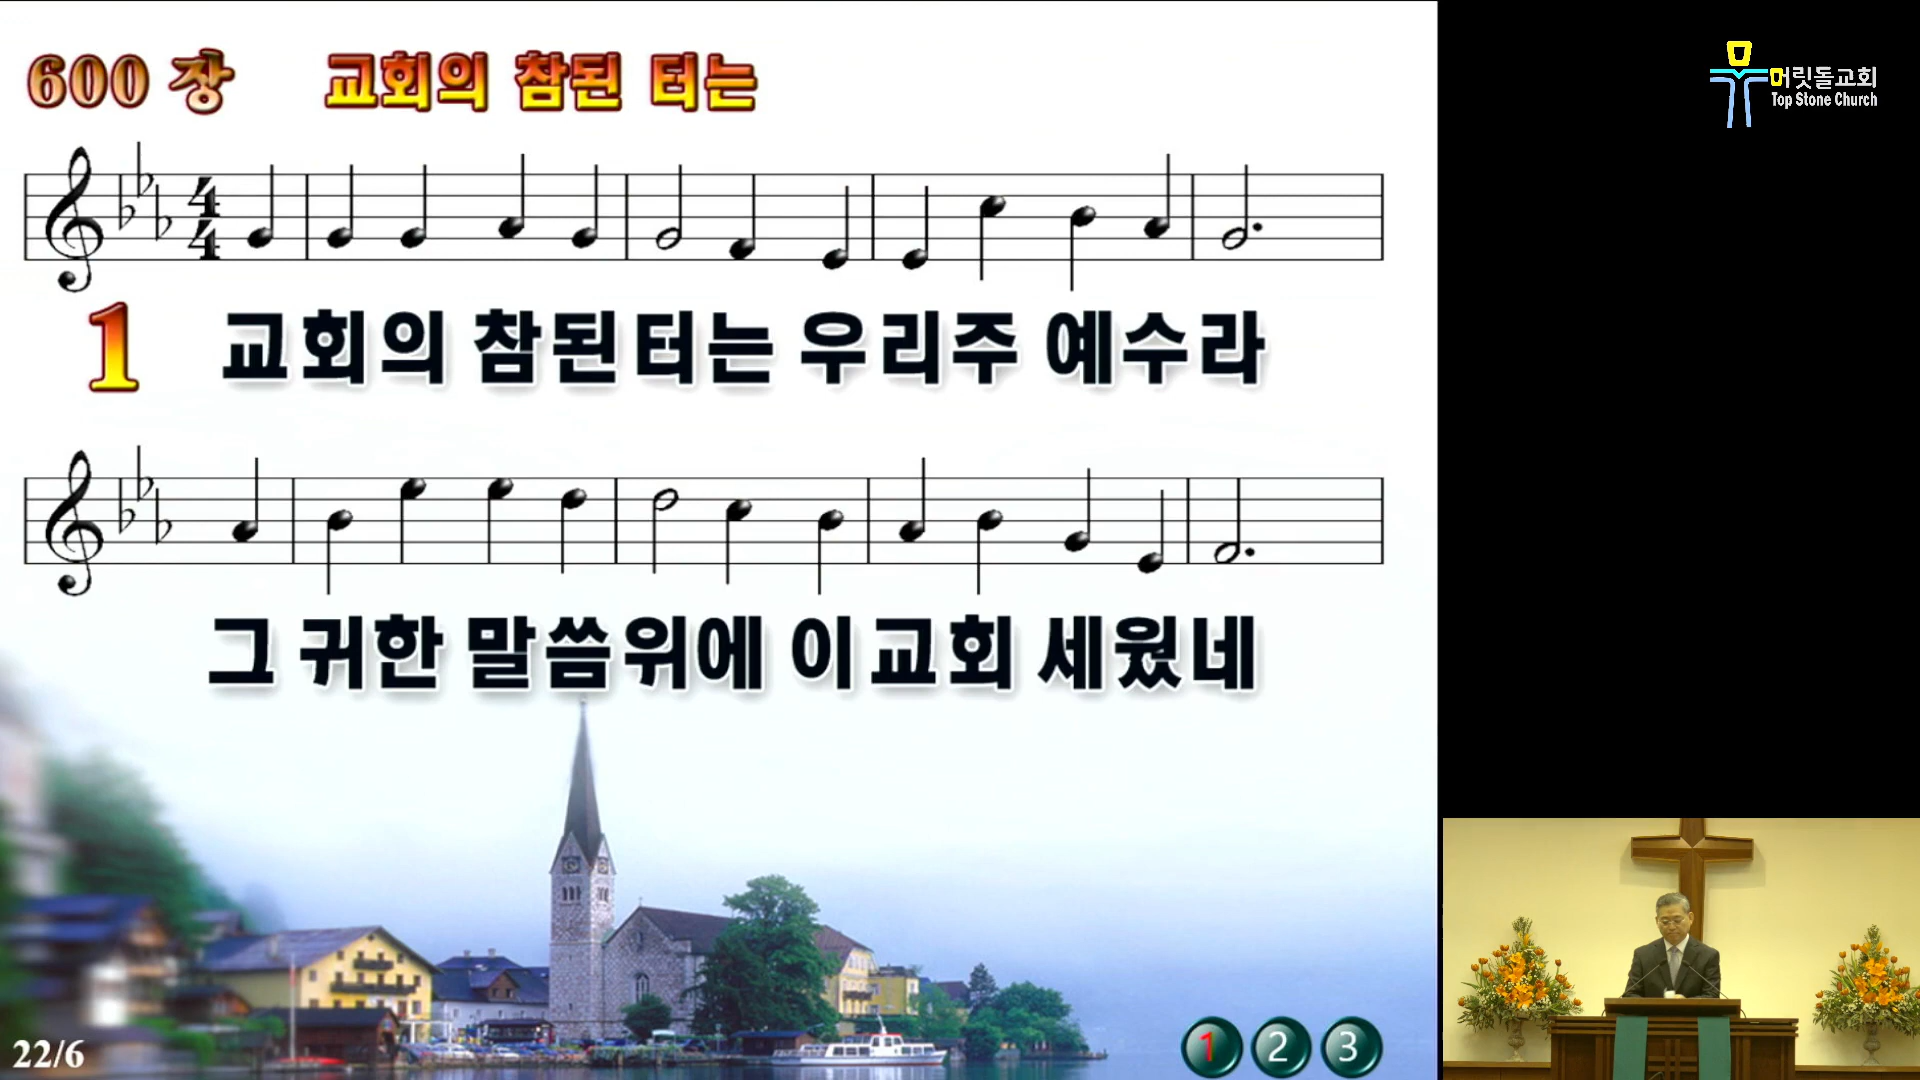 600 장 교회의 참된 터는
머릿돌교회
Top Stone Church
4
4
1 교회의 참된터는 우리주 예수라
그 귀한 말씀위에 이교회 세웠네
22/6
1 2 3